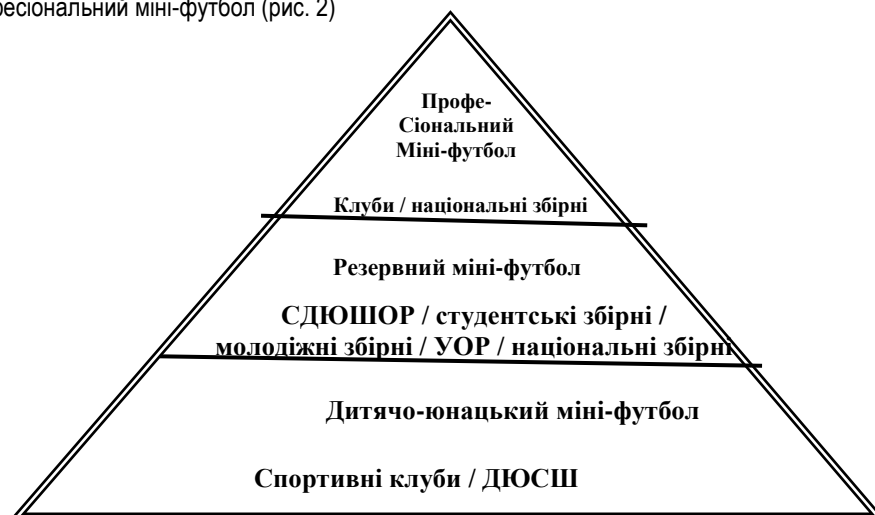 есіональний міні-футбол (рис. 2)
Профе-
Сіональний
Міні-футбол
Клуби / національні збірні
Резервний міні-футбол
СДЮШОР / студентські збірні /
молодіжні збірні / УОР / національні збірні
Дитячо-юнацький міні-футбол
Спортивні клуби / ДЮСШ